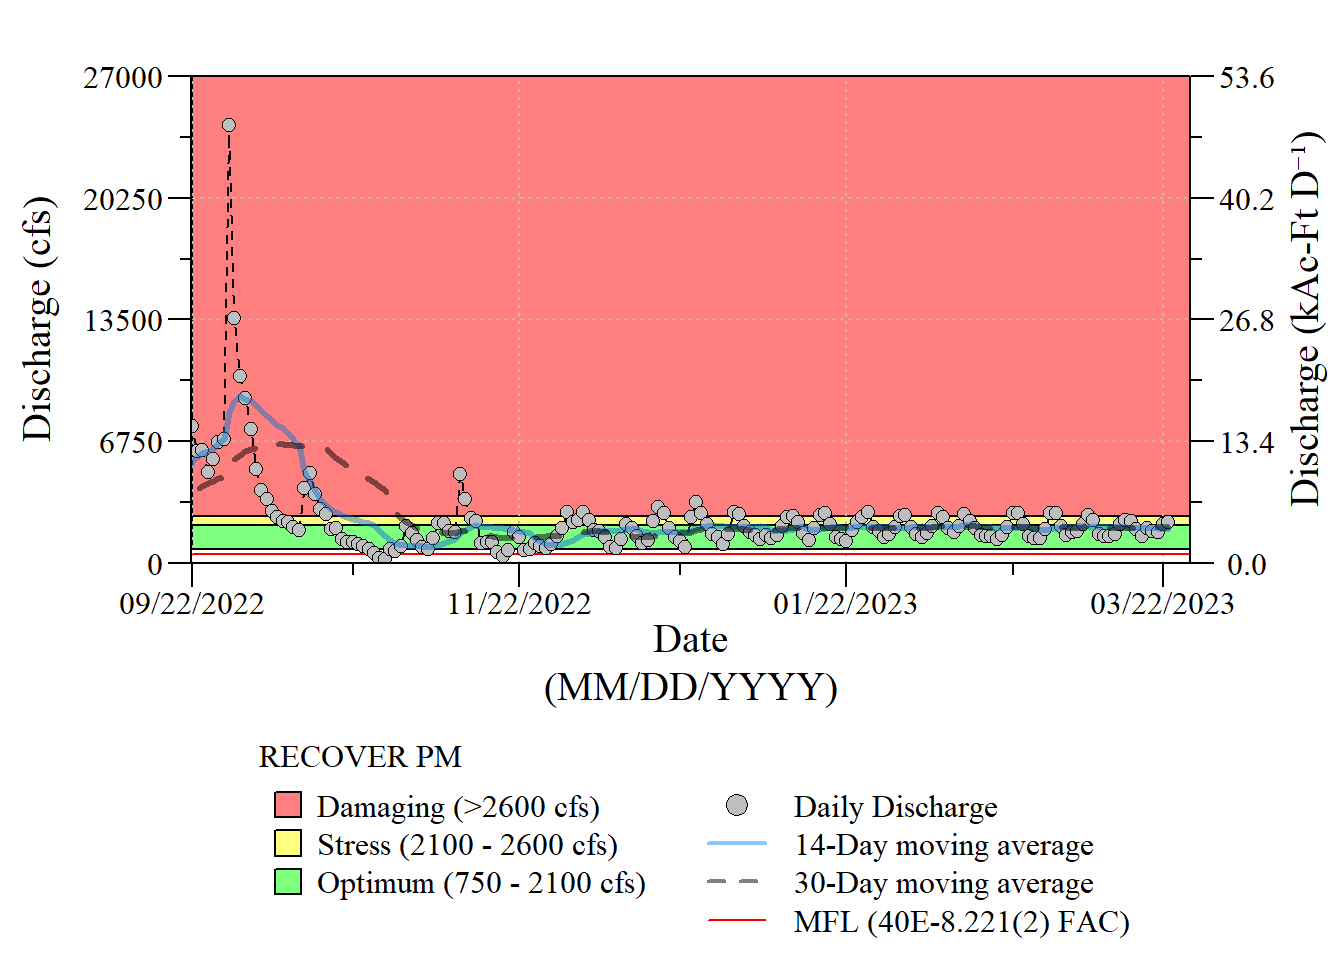 27000
20250
13500
6750
0
Discharge (cfs)
53.6
40.2
26.8
13.4
0.0
Discharge (kAc-Ft D⁻¹)
09/22/2022
11/22/2022
01/22/2023
03/22/2023
Date
(MM/DD/YYYY)
RECOVER PM
Damaging (>2600 cfs)
Stress (2100 - 2600 cfs)
Optimum (750 - 2100 cfs)
Daily Discharge
14-Day moving average
30-Day moving average
MFL (40E-8.221(2) FAC)